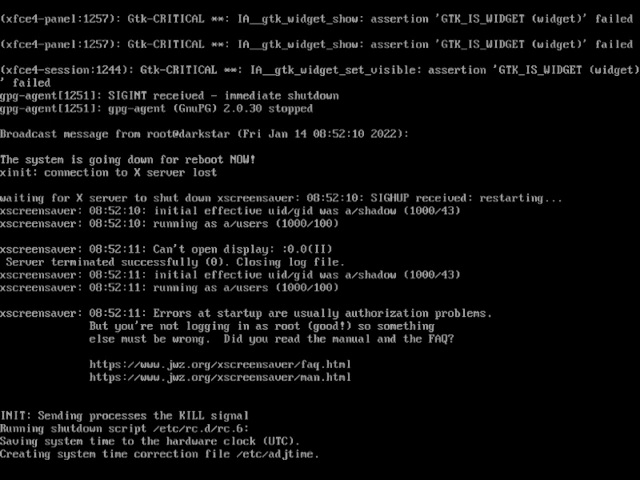 (xfce4-panel:1257): Gtk-CRITICAL **: IA__gtk_widget_show: assertion 'GTK_IS_WIDGET (widget)' failed
(xfce4-panel:1257): Gtk-CRITICAL **: IA__gtk_widget_show: assertion 'GTK_IS_WIDGET (widget)' failed
(xfce4-session:1244): Gtk-CRITICAL **: IA__gtk_widget_set_visible: assertion 'GTK_IS_WIDGET (widget)
' failed
gpg-agent[1251]: SIGINT received - immediate shutdown
gpg-agent[1251]: gpg-agent (GnuPG) 2.0.30 stopped
Broadcast message from root@darkstar (Fri Jan 14 08:52:10 2022):
The system is going down for reboot NOW!
xinit: connection to X server lost
waiting for X server to shut down xscreensaver: 08:52:10: SIGHUP received: restarting...
xscreensaver: 08:52:10: initial effective uid/gid was a/shadow (1000/43)
xscreensaver: 08:52:10: running as a/users (1000/100)
xscreensaver: 08:52:11: Can't open display: :0.0(II)
Server terminated successfully (0). Closing log file.
xscreensaver: 08:52:11: initial effective uid/gid was a/shadow (1000/43)
xscreensaver: 08:52:11: running as a/users (1000/100)
xscreensaver: 08:52:11: Errors at startup are usually authorization problems.
But you're not logging in as root (good!) so something
else must be wrong.  Did you read the manual and the FAQ?
https://www.jwz.org/xscreensaver/faq.html
https://www.jwz.org/xscreensaver/man.html
INIT: Sending processes the KILL signal
Running shutdown script /etc/rc.d/rc.6:
Saving system time to the hardware clock (UTC).
Creating system time correction file /etc/adjtime.